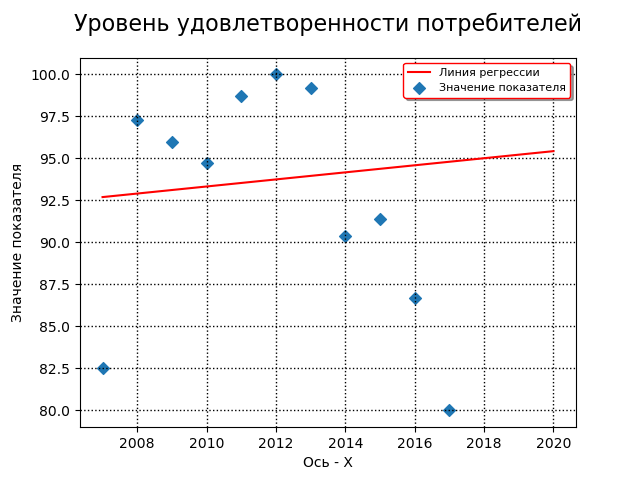 Уровень удовлетворенности потребителей
Линия регрессии
Значение показателя
Значение показателя
100.0
97.5
95.0
92.5
90.0
87.5
85.0
82.5
80.0
2008 2010 2012 2014 2016 2018 2020
Ось - X